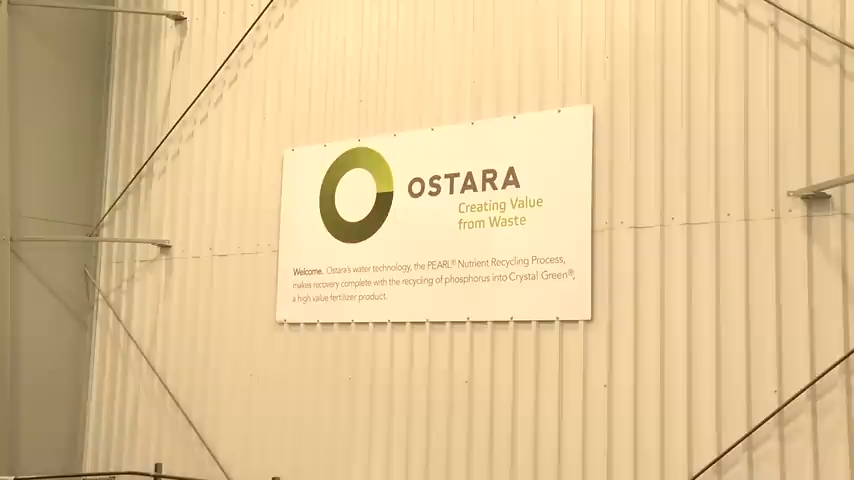 OSTARA
Creating Value
from Waste
Welcome. Ostara's water technology, the PEARL® Nutrient Recycling Process,
makes recovery complete with the recycling of phosphorus into Crystal Green®,
a high value fertilizer product.